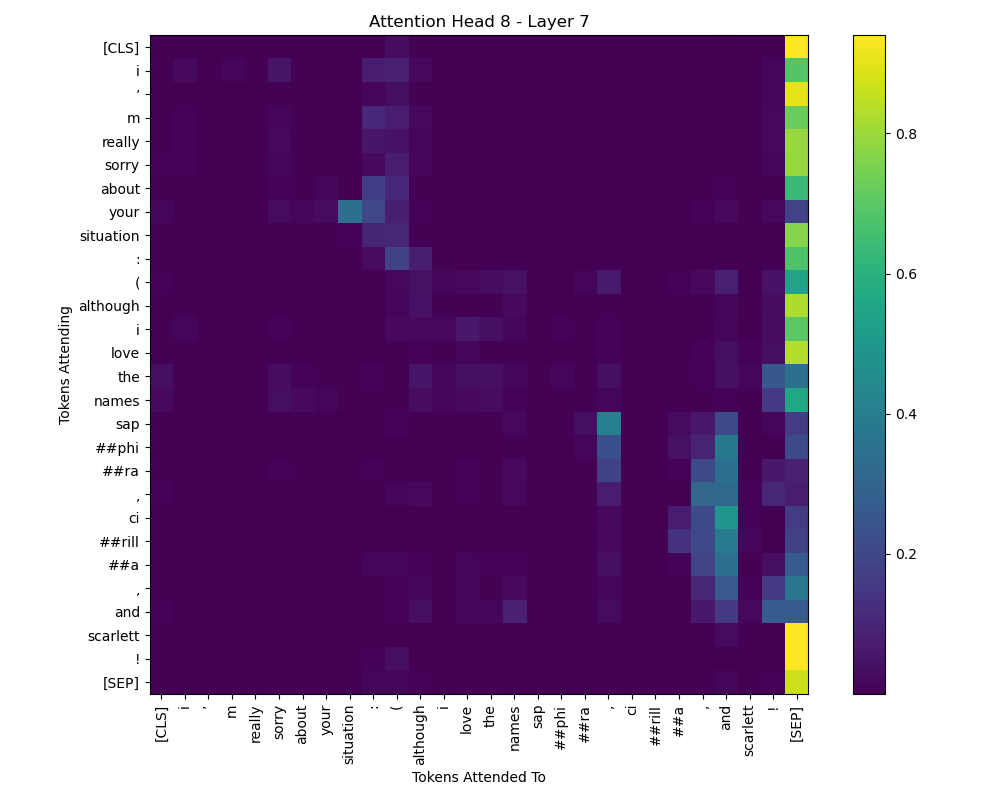 Attention Head 8 - Layer 7
Tokens Attending
[CLS]
i
’
m
really
sorry
about
your
situation
:
(
although
i
love
the
names
sap
##phi
##ra
,
ci
##rill
##a
,
and
scarlett
!
[SEP]
[CLS]
i
’
m
really
sorry
about
your
situation
:
(
although
i
love
the
names
sap
##phi
##ra
,
ci
##rill
##a
,
and
scarlett
!
[SEP]
Tokens Attended To
0.8
0.6
0.4
0.2